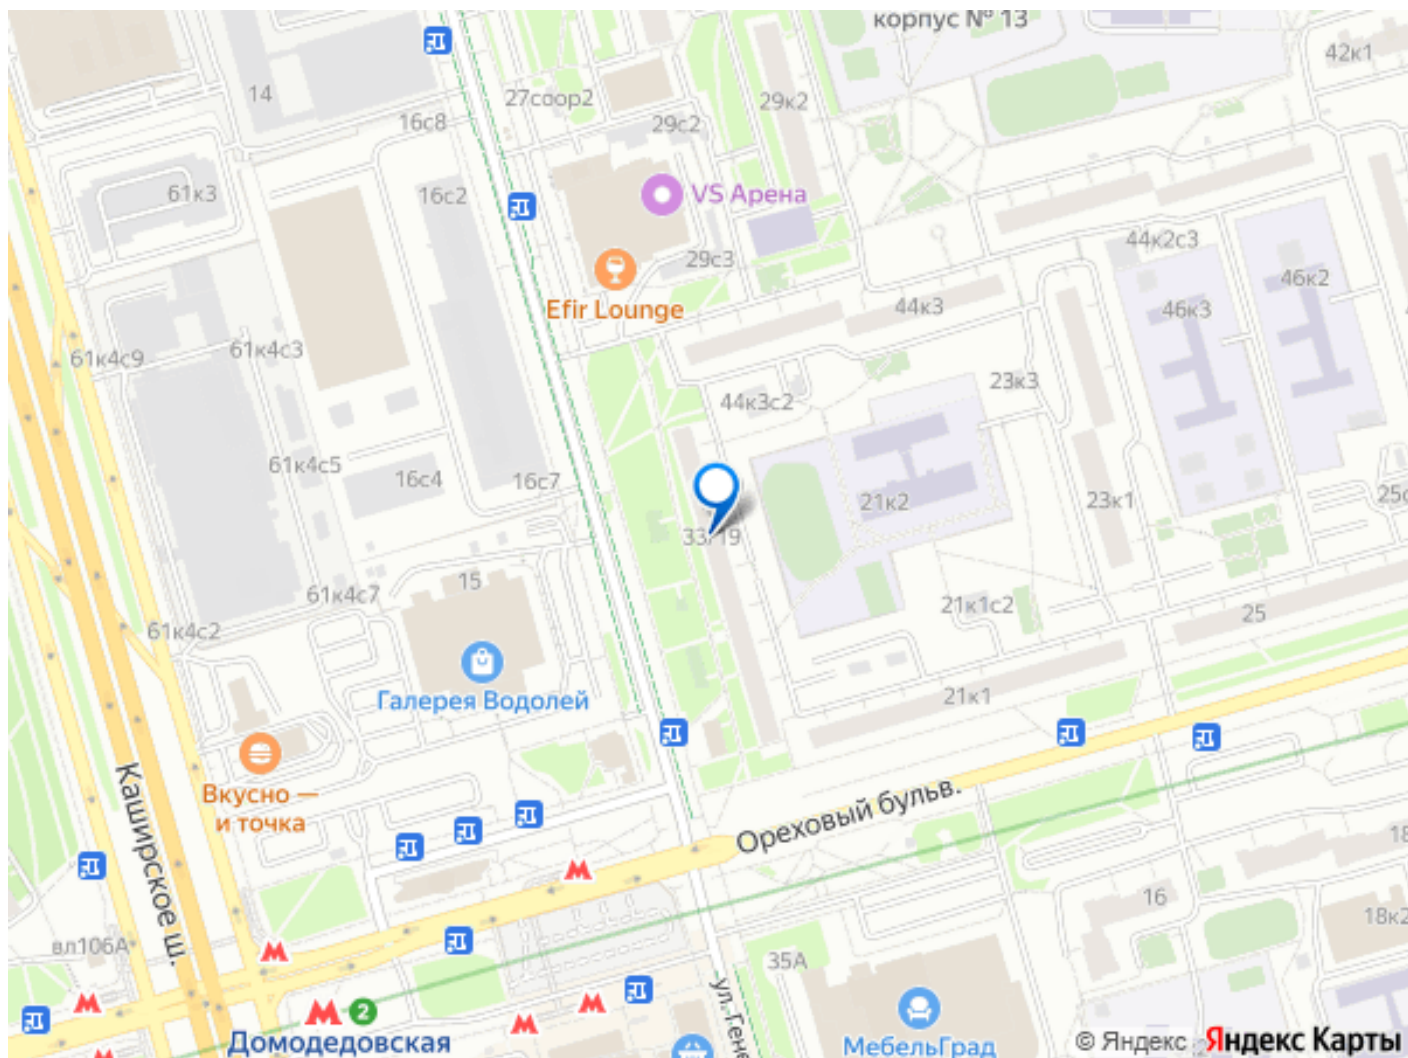 корпус № 13
42к1
14
27соор2
29к2
16с8
29с2
61к3
16с2
VS Арена
44к2с3
29с3
46к2
Efir Lounge
44к3
46к3
61к4с9
61к4с3
23к3
44к3с2
61к4с5
16с4
16с7
21к2
23к1
33/19
15
61к4с7
21к1с2
25
61к4с2
Галерея Водолей
21к1
Вкусно —
и точка
Каширское ш.
Ореховый бульв.
16
18к2
вл106А
35А
2
Домодедовская
МебельГрад
© Яндекс
Яндекс Карты